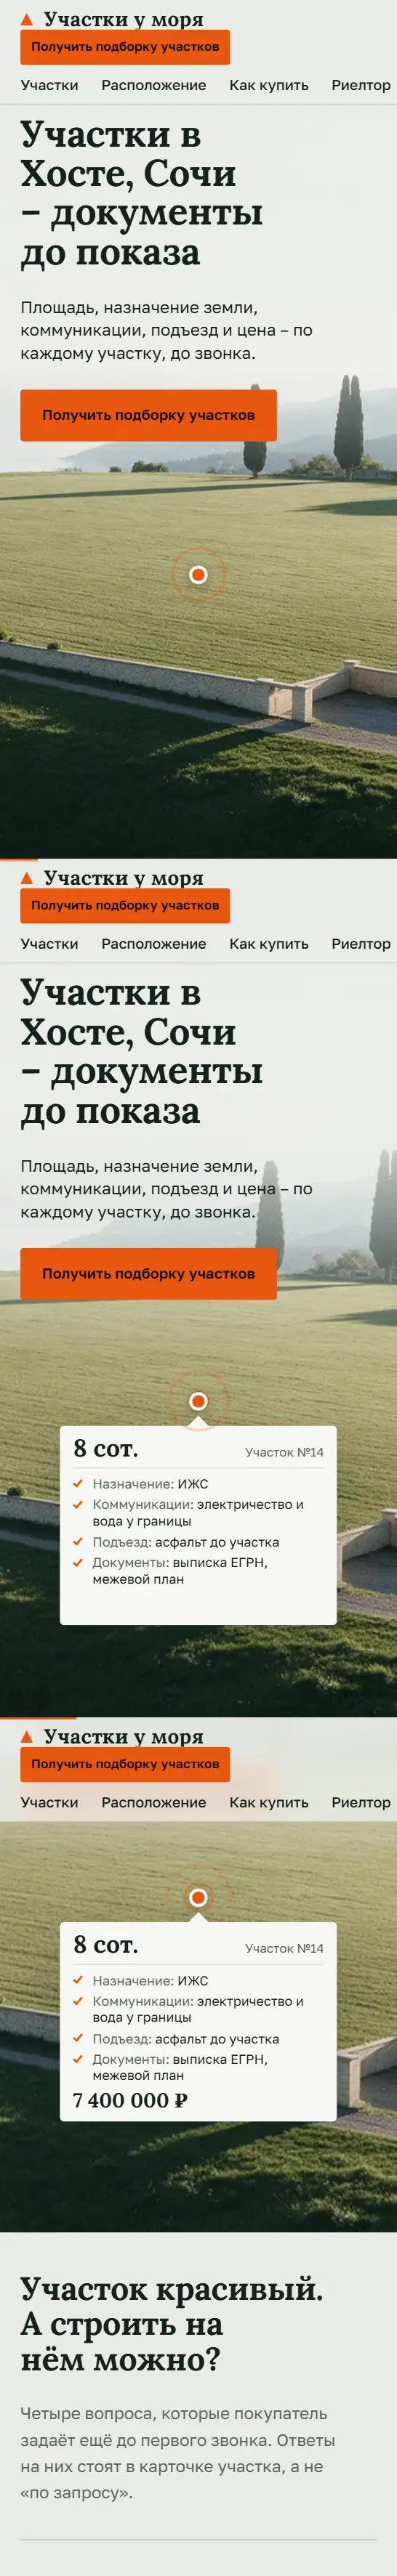 Участки у моря
Получить подборку участков
Участки Расположение Как купить Риелтор
Участки в
Хосте, Сочи
– документы
до показа
Площадь, назначение земли,
коммуникации, подъезд и цена – по
каждому участку, до звонка.
Получить подборку участков
Участки у моря
Получить подборку участков
Участки Расположение Как купить Риелтор
Участки в
Хосте, Сочи
– документы
до показа
Площадь, назначение земли,
коммуникации, подъезд и цена – по
каждому участку, до звонка.
Получить подборку участков
8 сот. Участок №14
Назначение: ИЖС
Коммуникации: электричество и
вода у границы
Подъезд: асфальт до участка
Документы: выписка ЕГРН,
межевой план
Участки у моря
Получить подборку участков
Участки Расположение Как купить Риелтор
8 сот. Участок №14
Назначение: ИЖС
Коммуникации: электричество и
вода у границы
Подъезд: асфальт до участка
Документы: выписка ЕГРН,
межевой план
7 400 000 ₽
Участок красивый.
А строить на
нём можно?
Четыре вопроса, которые покупатель
задаёт ещё до первого звонка. Ответы
на них стоят в карточке участка, а не
«по запросу».